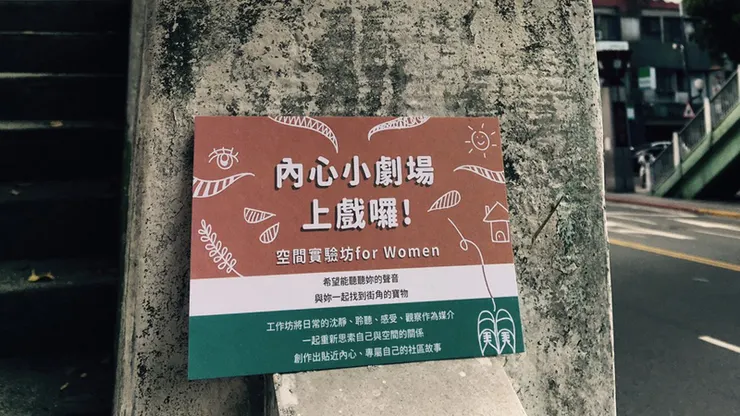 內心小劇場
上戲囉!
空間實驗坊for Women
希望能聽聽妳的聲音
與妳一起找到街角的寶物
工作坊將日常的沈靜、聆聽、感受、觀察作為媒介
一起重新思索自己與空間的關係
創作出貼近內心、專屬自己的社區故事